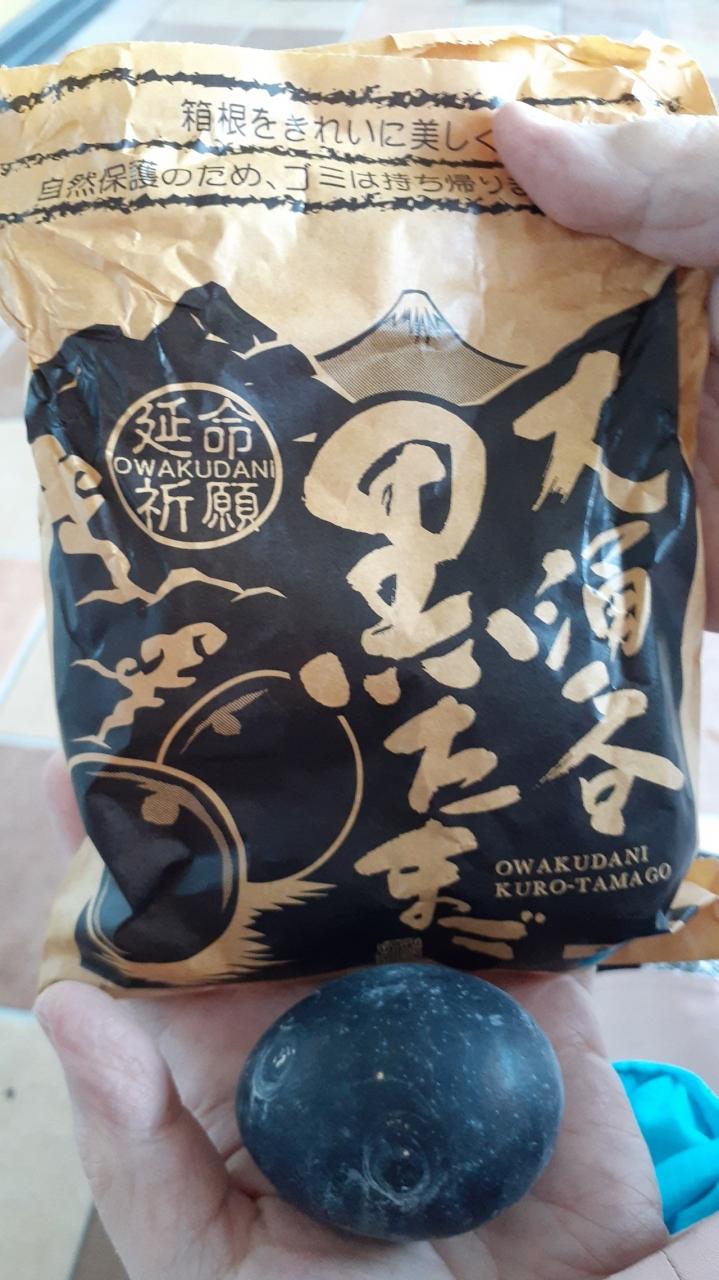 箱根をきれいに美しく
自然保護のため、ゴミは持ち帰りま
延命
OWAKUDANI
祈願
大涌谷
黒たまご
OWAKUDANI
KURO-TAMAGO